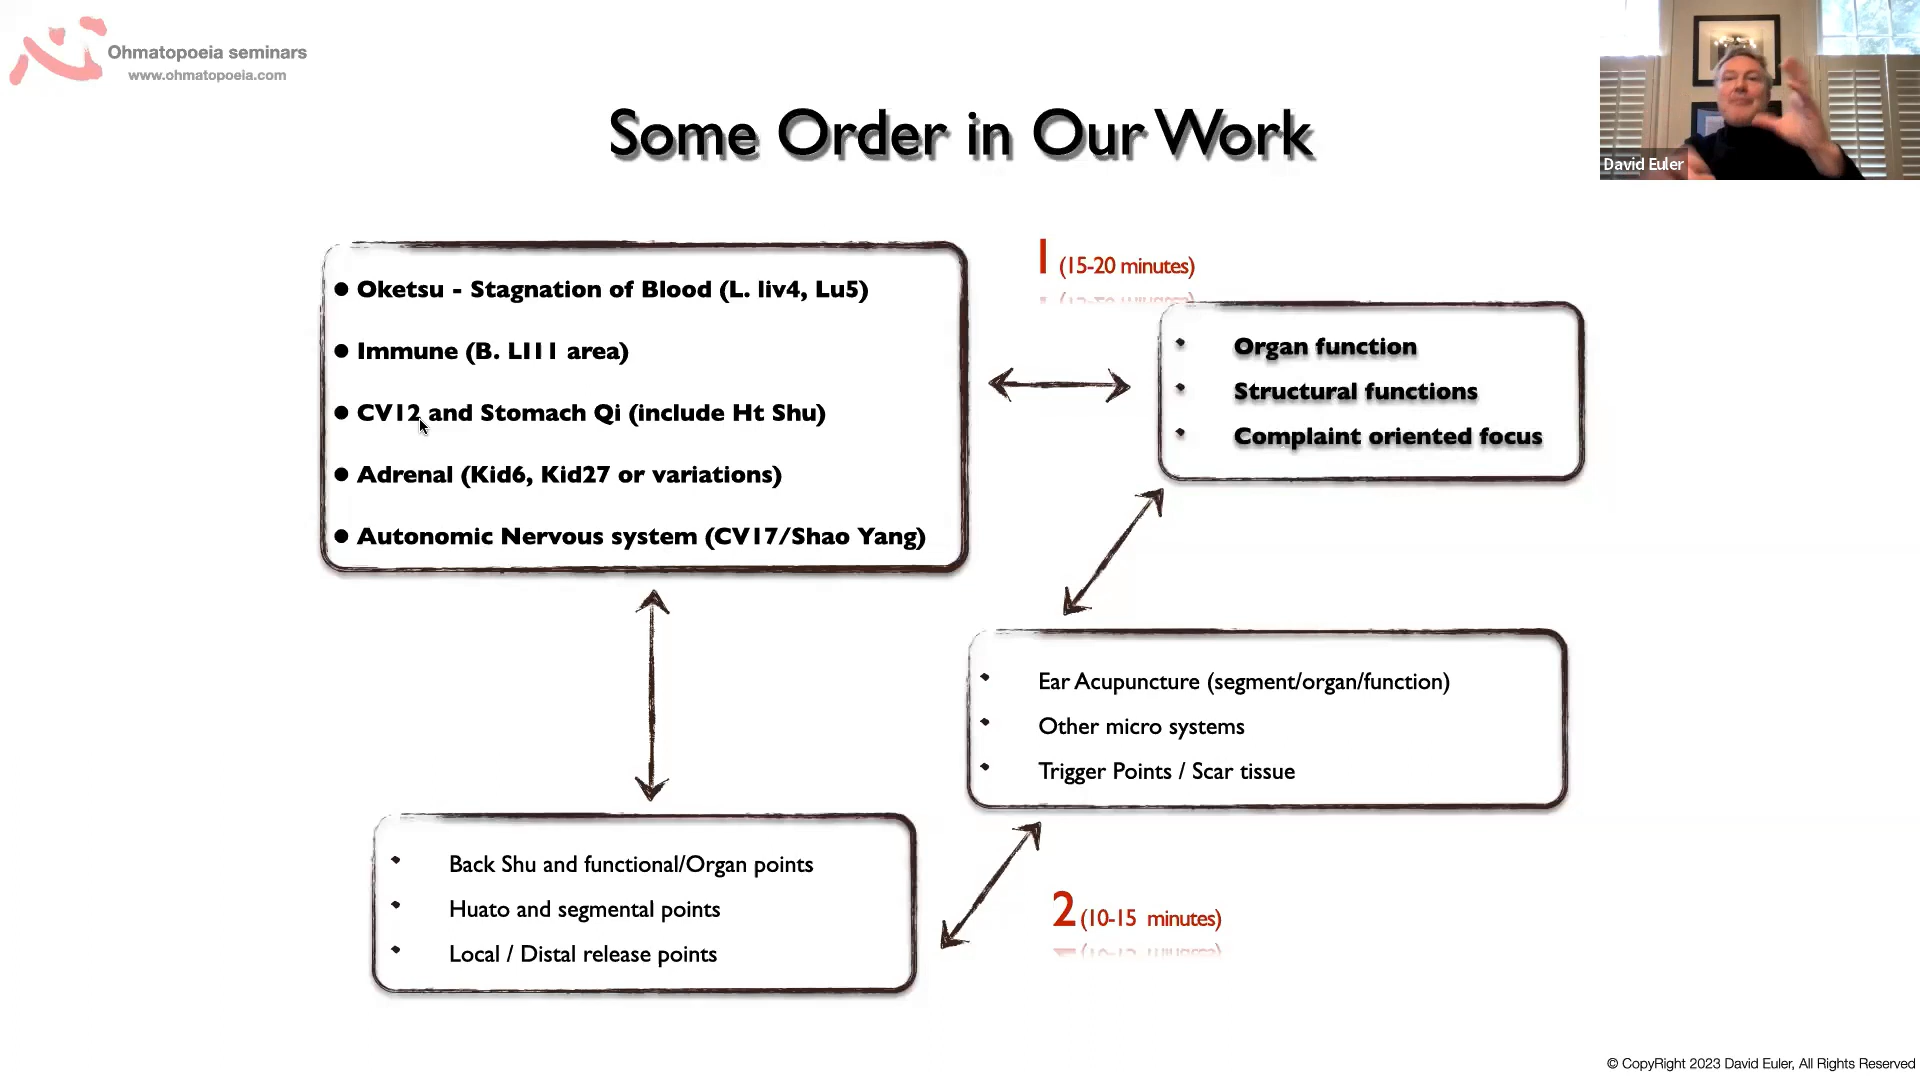 Ohmatopoeia seminars
www.ohmatopoeia.com
David Euler
Some Order in Our Work
● Oketsu - Stagnation of Blood (L. liv4, Lu5)
● Immune (B. LI11 area)
● CV12 and Stomach Qi (include Ht Shu)
● Adrenal (Kid6, Kid27 or variations)
● Autonomic Nervous system (CV17/Shao Yang)
1 (15-20 minutes)
• Organ function
• Structural functions
• Complaint oriented focus
• Ear Acupuncture (segment/organ/function)
• Other micro systems
• Trigger Points / Scar tissue
• Back Shu and functional/Organ points
• Huato and segmental points
• Local / Distal release points
2 (10-15 minutes)
© CopyRight 2023 David Euler, All Rights Reserved